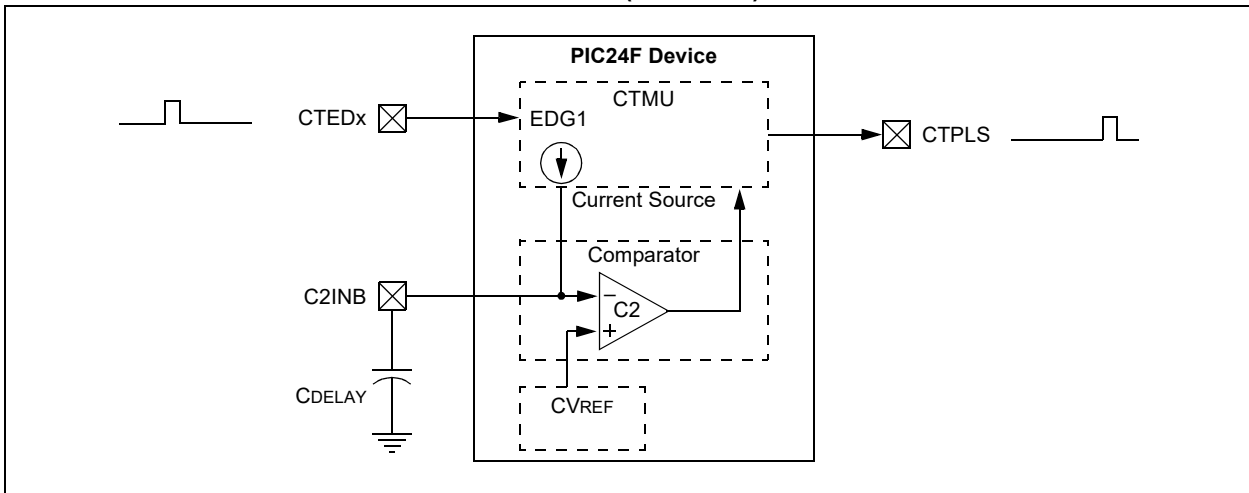 PIC24F Device
CTMU
CTEDx
EDG1
CTPLS
Current Source
Comparator
C2INB
–
C2
+
CDELAY
CVREF